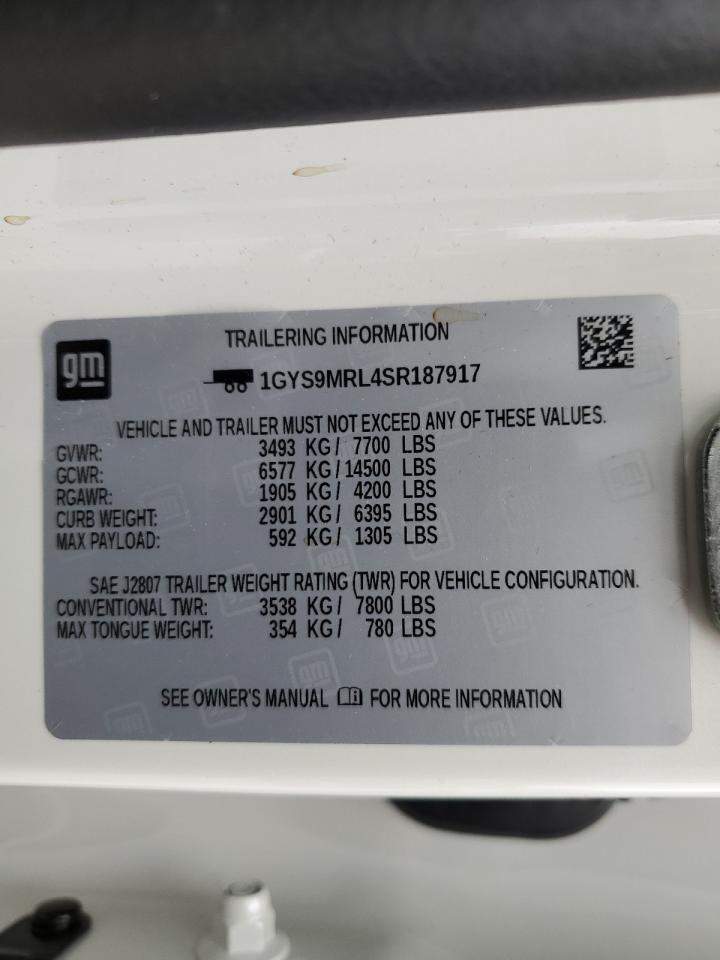 gm
TRAILERING INFORMATION
1GYS9MRL4SR187917
VEHICLE AND TRAILER MUST NOT EXCEED ANY OF THESE VALUES.
GVWR: 3493 KG/ 7700 LBS
GCWR: 6577 KG/14500 LBS
RGAWR: 1905 KG/ 4200 LBS
CURB WEIGHT: 2901 KG/ 6395 LBS
MAX PAYLOAD: 592 KG/ 1305 LBS
SAE J2807 TRAILER WEIGHT RATING (TWR) FOR VEHICLE CONFIGURATION.
CONVENTIONAL TWR: 3538 KG/ 7800 LBS
MAX TONGUE WEIGHT: 354 KG/ 780 LBS
SEE OWNER'S MANUAL FOR MORE INFORMATION